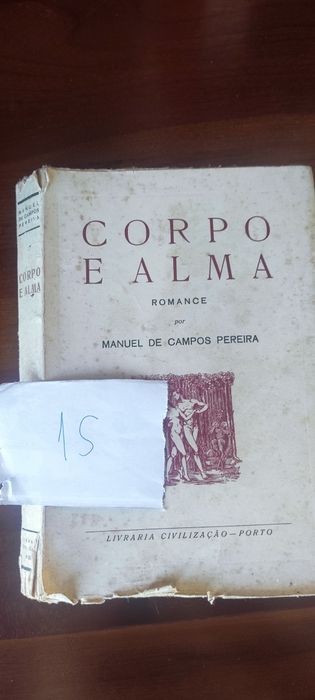 MANUEL
DE CAMPOS
PEREIRA
CORPO
E ALMA
CORPO
E ALMA
ROMANCE
por
MANUEL DE CAMPOS PEREIRA
15
LIVRARIA CIVILIZAÇÃO — PORTO